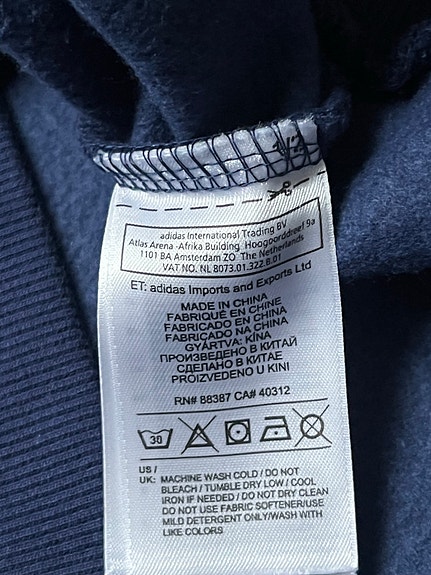 adidas International Trading BV
Atlas Arena -Afrika Building Hoogoorddreef 9a
1101 BA Amsterdam ZO The Netherlands
VAT NO. NL 8073.01.322.B.01
ET: adidas Imports and Exports Ltd
MADE IN CHINA
FABRIQUÉ EN CHINE
FABRICADO EN CHINA
FABRICADO NA CHINA
GYÁRTVA: KÍNA
ПРОИЗВЕДЕНО В КИТАЙ
СДЕЛАНО В КИТАЕ
PROIZVEDENO U KINI
RN# 88387 CA# 40312
30
US /
UK: MACHINE WASH COLD / DO NOT
BLEACH / TUMBLE DRY LOW / COOL
IRON IF NEEDED / DO NOT DRY CLEAN
DO NOT USE FABRIC SOFTENER/USE
MILD DETERGENT ONLY/WASH WITH
LIKE COLORS